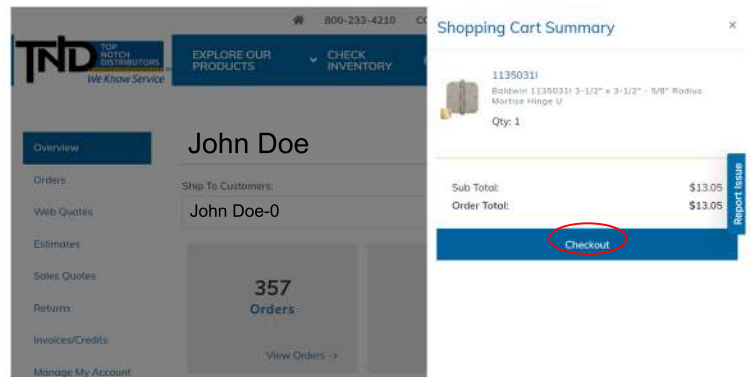 800-233-4210
TND TOP NOTCH DISTRIBUTORS
We Know Service
EXPLORE OUR PRODUCTS
CHECK INVENTORY
Overview
Orders
Web Quotes
Estimates
Sales Quotes
Returns
Invoices/Credits
Manage My Account
John Doe
Ship To Customers:
John Doe-0
357
Orders
View Orders ->
Shopping Cart Summary
×
1135031I
Baldwin 1135031I 3-1/2" x 3-1/2" - 5/8" Radius
Mortise Hinge U
Qty: 1
Sub Total: $13.05
Order Total: $13.05
Checkout
Report Issue